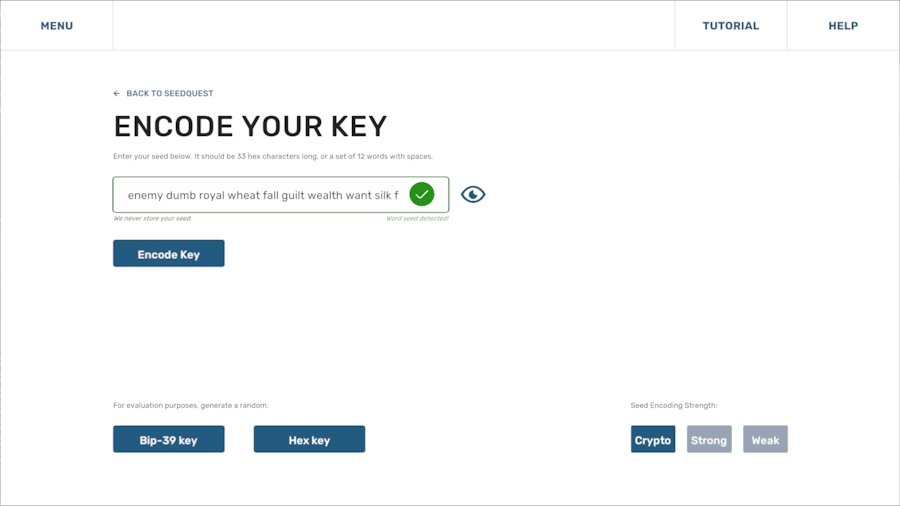 MENU
TUTORIAL
HELP
← BACK TO SEEDQUEST
ENCODE YOUR KEY
Enter your seed below. It should be 33 hex characters long, or a set of 12 words with spaces.
enemy dumb royal wheat fall guilt wealth want silk f
We never store your seed.
Word seed detected!
Encode Key
For evaluation purposes, generate a random:
Seed Encoding Strength:
Bip-39 key
Hex key
Crypto
Strong
Weak